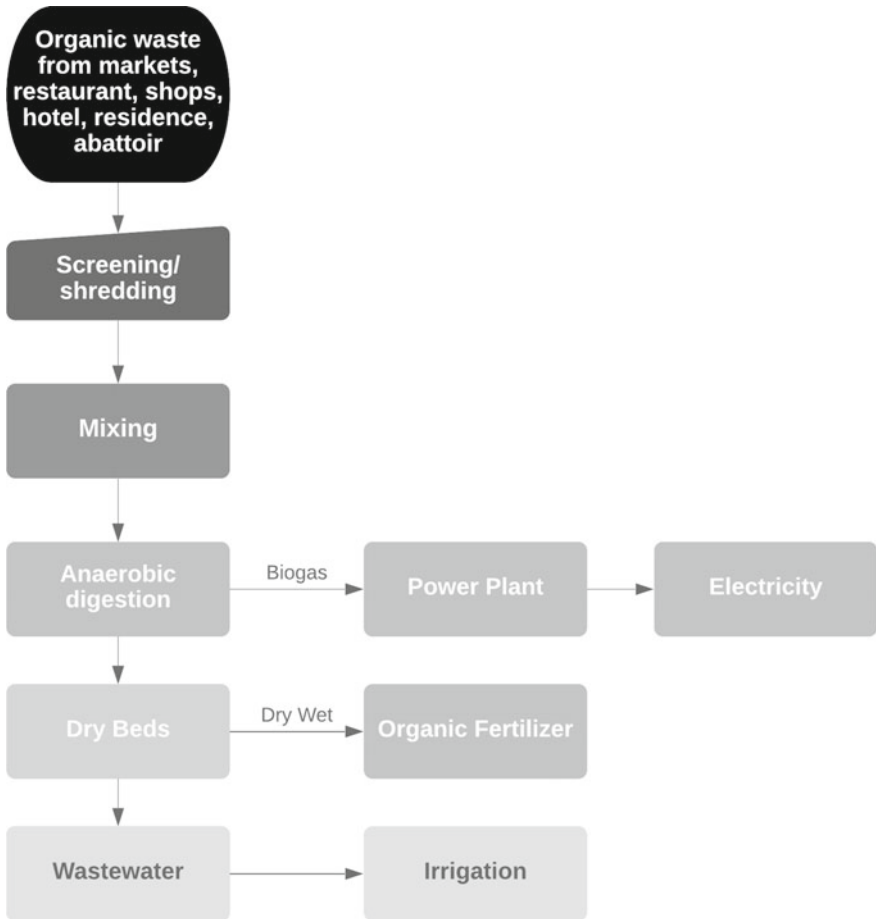 Organic waste
from markets,
restaurant, shops,
hotel, residence,
abattoir
Screening/
shredding
Mixing
Anaerobic
digestion
Biogas
Power Plant
Electricity
Dry Beds
Dry Wet
Organic Fertilizer
Wastewater
Irrigation